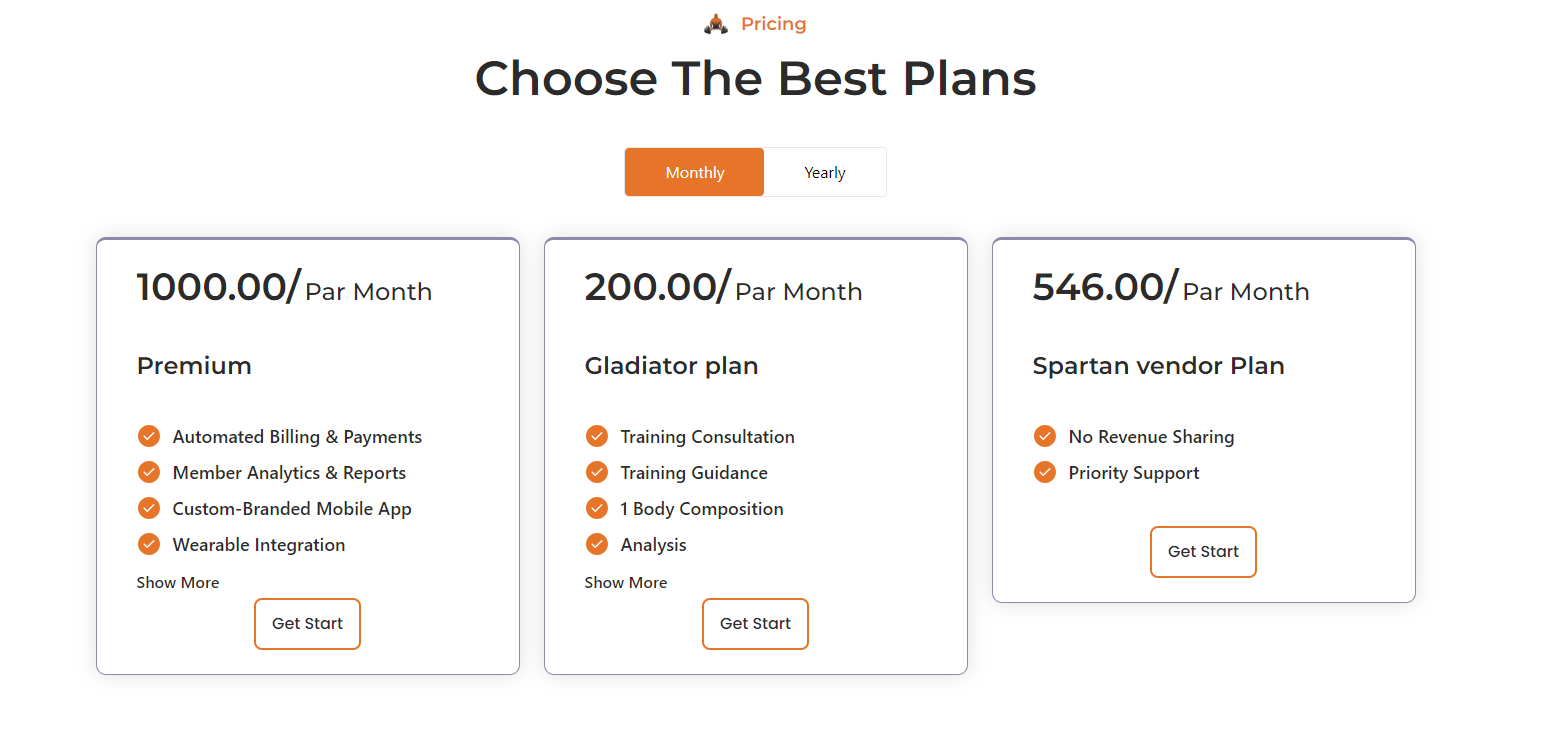 Pricing
Choose The Best Plans
Monthly
Yearly
1000.00/ Par Month
Premium
Automated Billing & Payments
Member Analytics & Reports
Custom-Branded Mobile App
Wearable Integration
Show More
Get Start
200.00/ Par Month
Gladiator plan
Training Consultation
Training Guidance
1 Body Composition
Analysis
Show More
Get Start
546.00/ Par Month
Spartan vendor Plan
No Revenue Sharing
Priority Support
Get Start